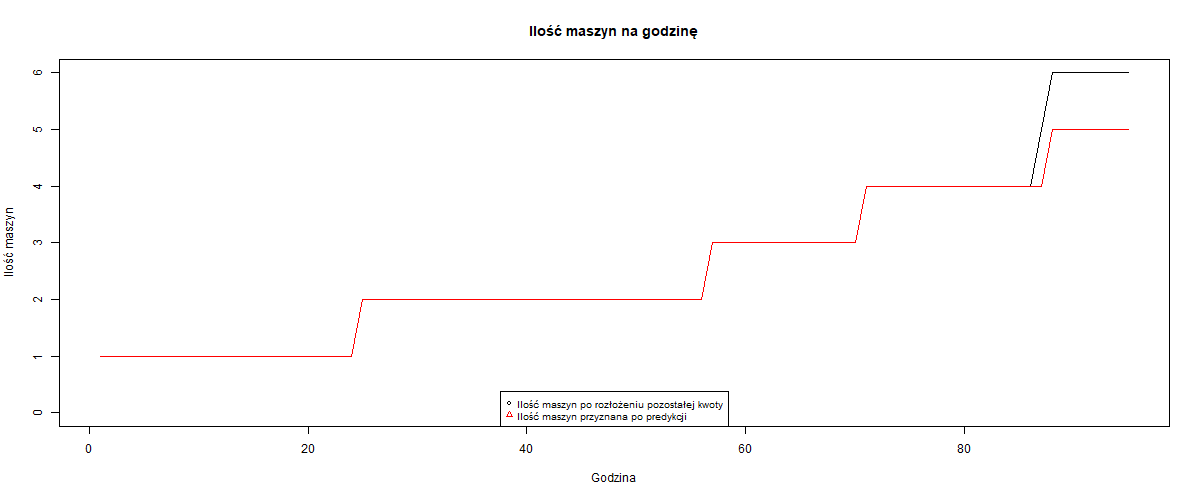 Ilość maszyn na godzinę
Ilość maszyn
6
5
4
3
2
1
0
Ilość maszyn po rozłożeniu pozostałej kwoty
Ilość maszyn przyznana po predykcji
0 20 40 60 80
Godzina